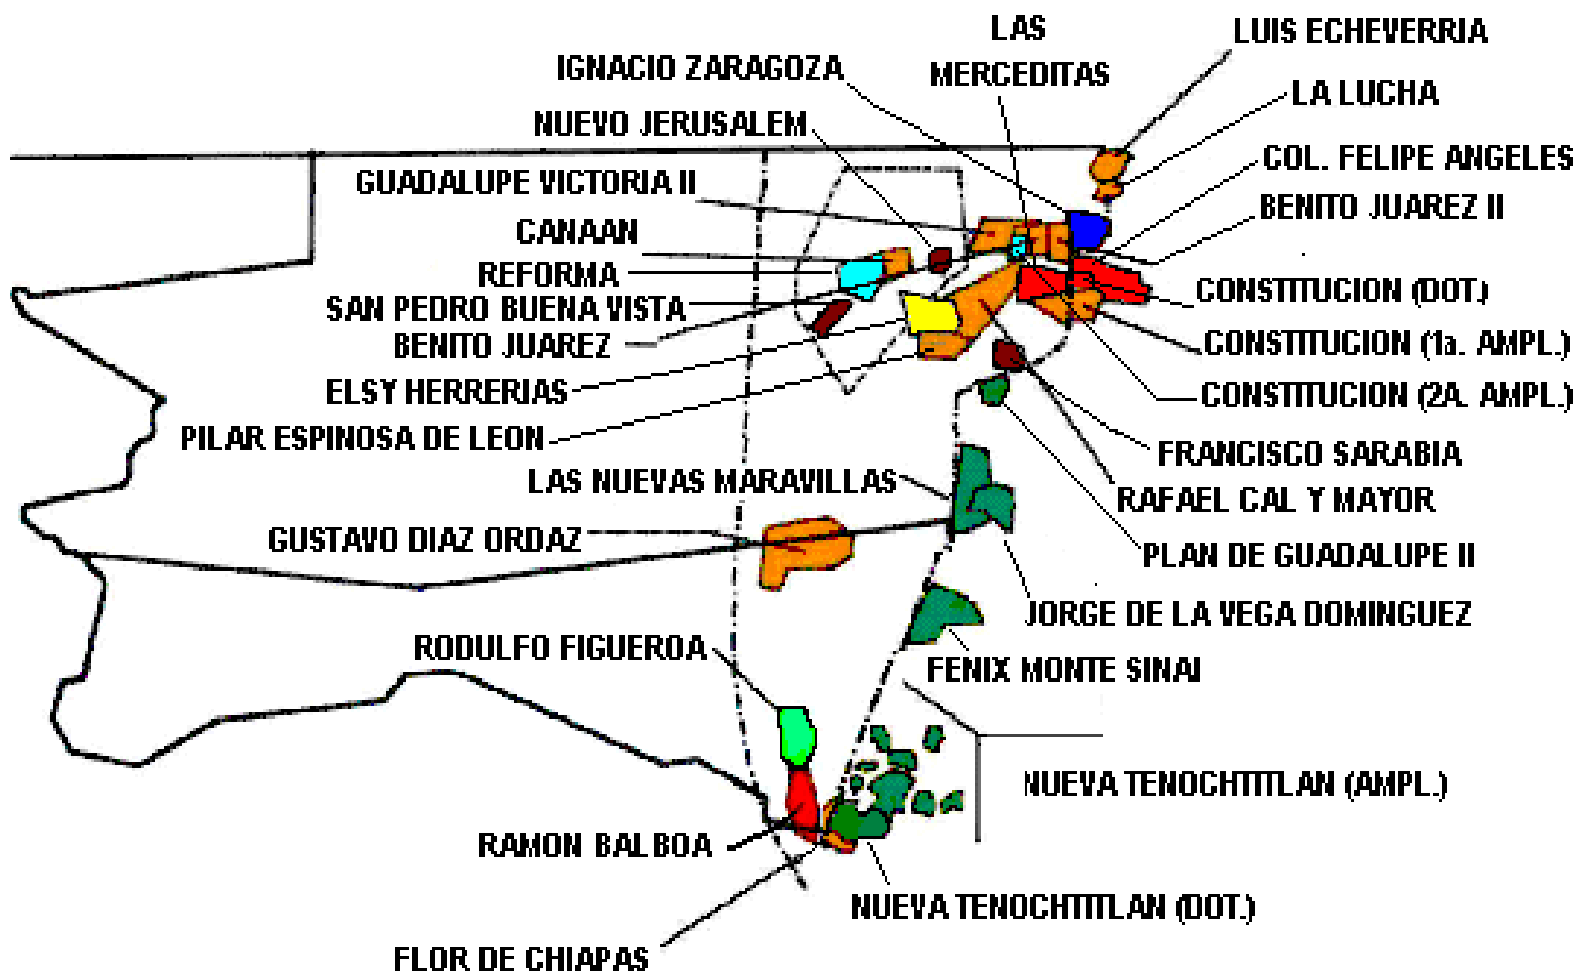 LAS
MERCEDITAS
LUIS ECHEVERRIA
IGNACIO ZARAGOZA
LA LUCHA
NUEVO JERUSALEM
COL. FELIPE ANGELES
GUADALUPE VICTORIA II
BENITO JUAREZ II
CANAAN
REFORMA
CONSTITUCION (DOT.)
SAN PEDRO BUENA VISTA
BENITO JUAREZ
CONSTITUCION (1a. AMPL.)
ELSY HERRERIAS
CONSTITUCION (2A. AMPL.)
PILAR ESPINOSA DE LEON
FRANCISCO SARABIA
LAS NUEVAS MARAVILLAS
RAFAEL CAL Y MAYOR
GUSTAVO DIAZ ORDAZ
PLAN DE GUADALUPE II
JORGE DE LA VEGA DOMINGUEZ
RODULFO FIGUEROA
FENIX MONTE SINAI
NUEVA TENOCHTITLAN (AMPL.)
RAMON BALBOA
NUEVA TENOCHTITLAN (DOT.)
FLOR DE CHIAPAS